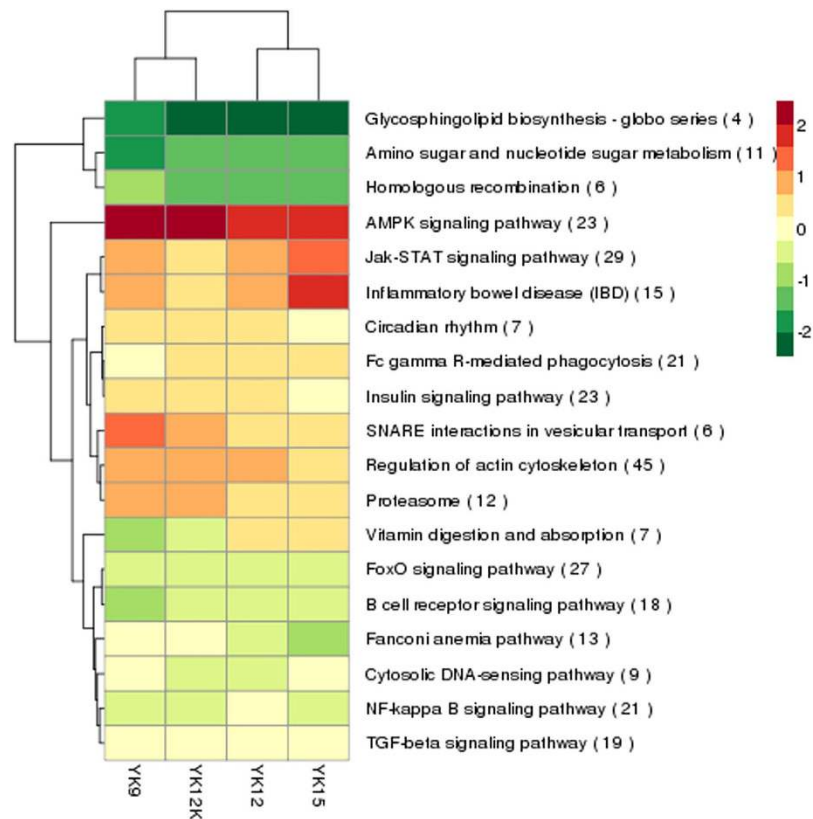 Glycosphingolipid biosynthesis - globo series ( 4 )
Amino sugar and nucleotide sugar metabolism ( 11 )
Homologous recombination ( 6 )
AMPK signaling pathway ( 23 )
Jak-STAT signaling pathway ( 29 )
Inflammatory bowel disease (IBD) ( 15 )
Circadian rhythm ( 7 )
Fc gamma R-mediated phagocytosis ( 21 )
Insulin signaling pathway ( 23 )
SNARE interactions in vesicular transport ( 6 )
Regulation of actin cytoskeleton ( 45 )
Proteasome ( 12 )
Vitamin digestion and absorption ( 7 )
FoxO signaling pathway ( 27 )
B cell receptor signaling pathway ( 18 )
Fanconi anemia pathway ( 13 )
Cytosolic DNA-sensing pathway ( 9 )
NF-kappa B signaling pathway ( 21 )
TGF-beta signaling pathway ( 19 )
2
1
0
-1
-2
YK9
YK12K
YK12
YK15